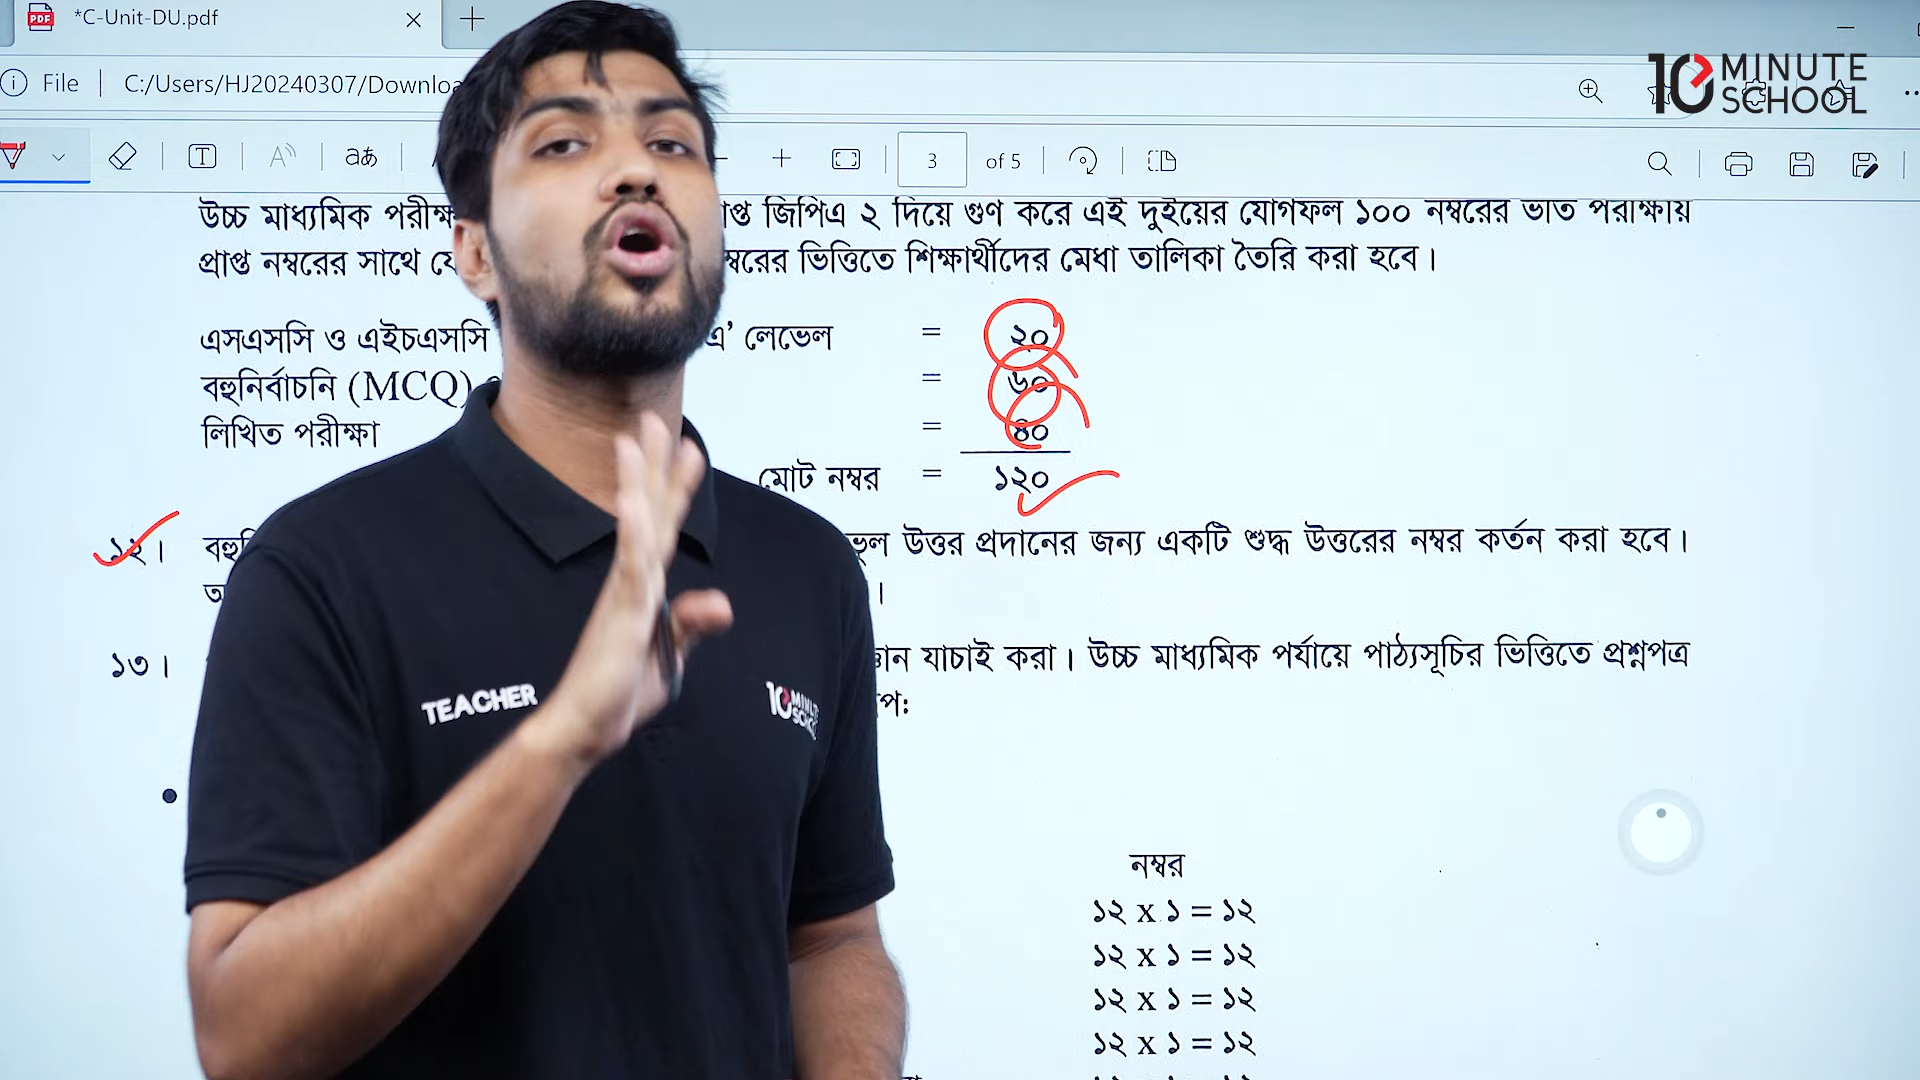 *C-Unit-DU.pdf
File
C:/Users/HJ20240307/Downloa
10 MINUTE SCHOOL
3 of 5
উচ্চ মাধ্যমিক জিপিএ ২ দিয়ে গুণ করে এই দুইয়ের যোগফল ১০০ নম্বরের ভর্তি পরীক্ষায়
প্রাপ্ত নম্বরের সাথে ভিত্তিতে শিক্ষার্থীদের মেধা তালিকা তৈরি করা হবে।
এসএসসি ও এইচএসসি এ' লেভেল = ২০
বহুনির্বাচনি (MCQ) = ৬০
লিখিত পরীক্ষা = ৪০
মোট নম্বর = ১২০
১২। ভুল উত্তর প্রদানের জন্য একটি শুদ্ধ উত্তরের নম্বর কর্তন করা হবে।
১৩। যাচাই করা। উচ্চ মাধ্যমিক পর্যায়ে পাঠ্যসূচির ভিত্তিতে প্রশ্নপত্র
TEACHER
10 MINUTE SCHOOL
নম্বর
১২ x ১ = ১২
১২ x ১ = ১২
১২ x ১ = ১২
১২ x ১ = ১২